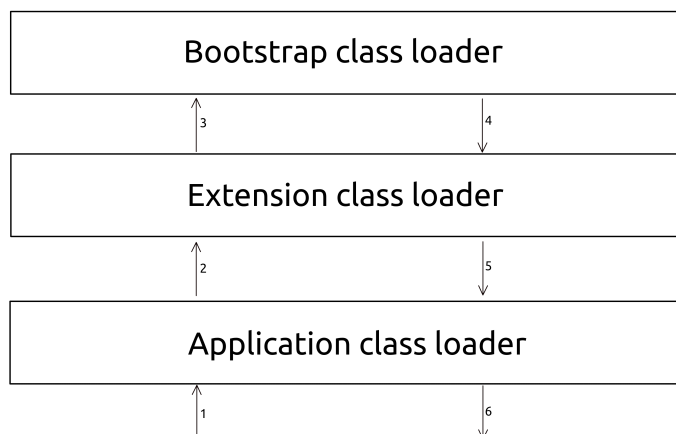 Bootstrap class loader
3 4
Extension class loader
2 5
Application class loader
1 6